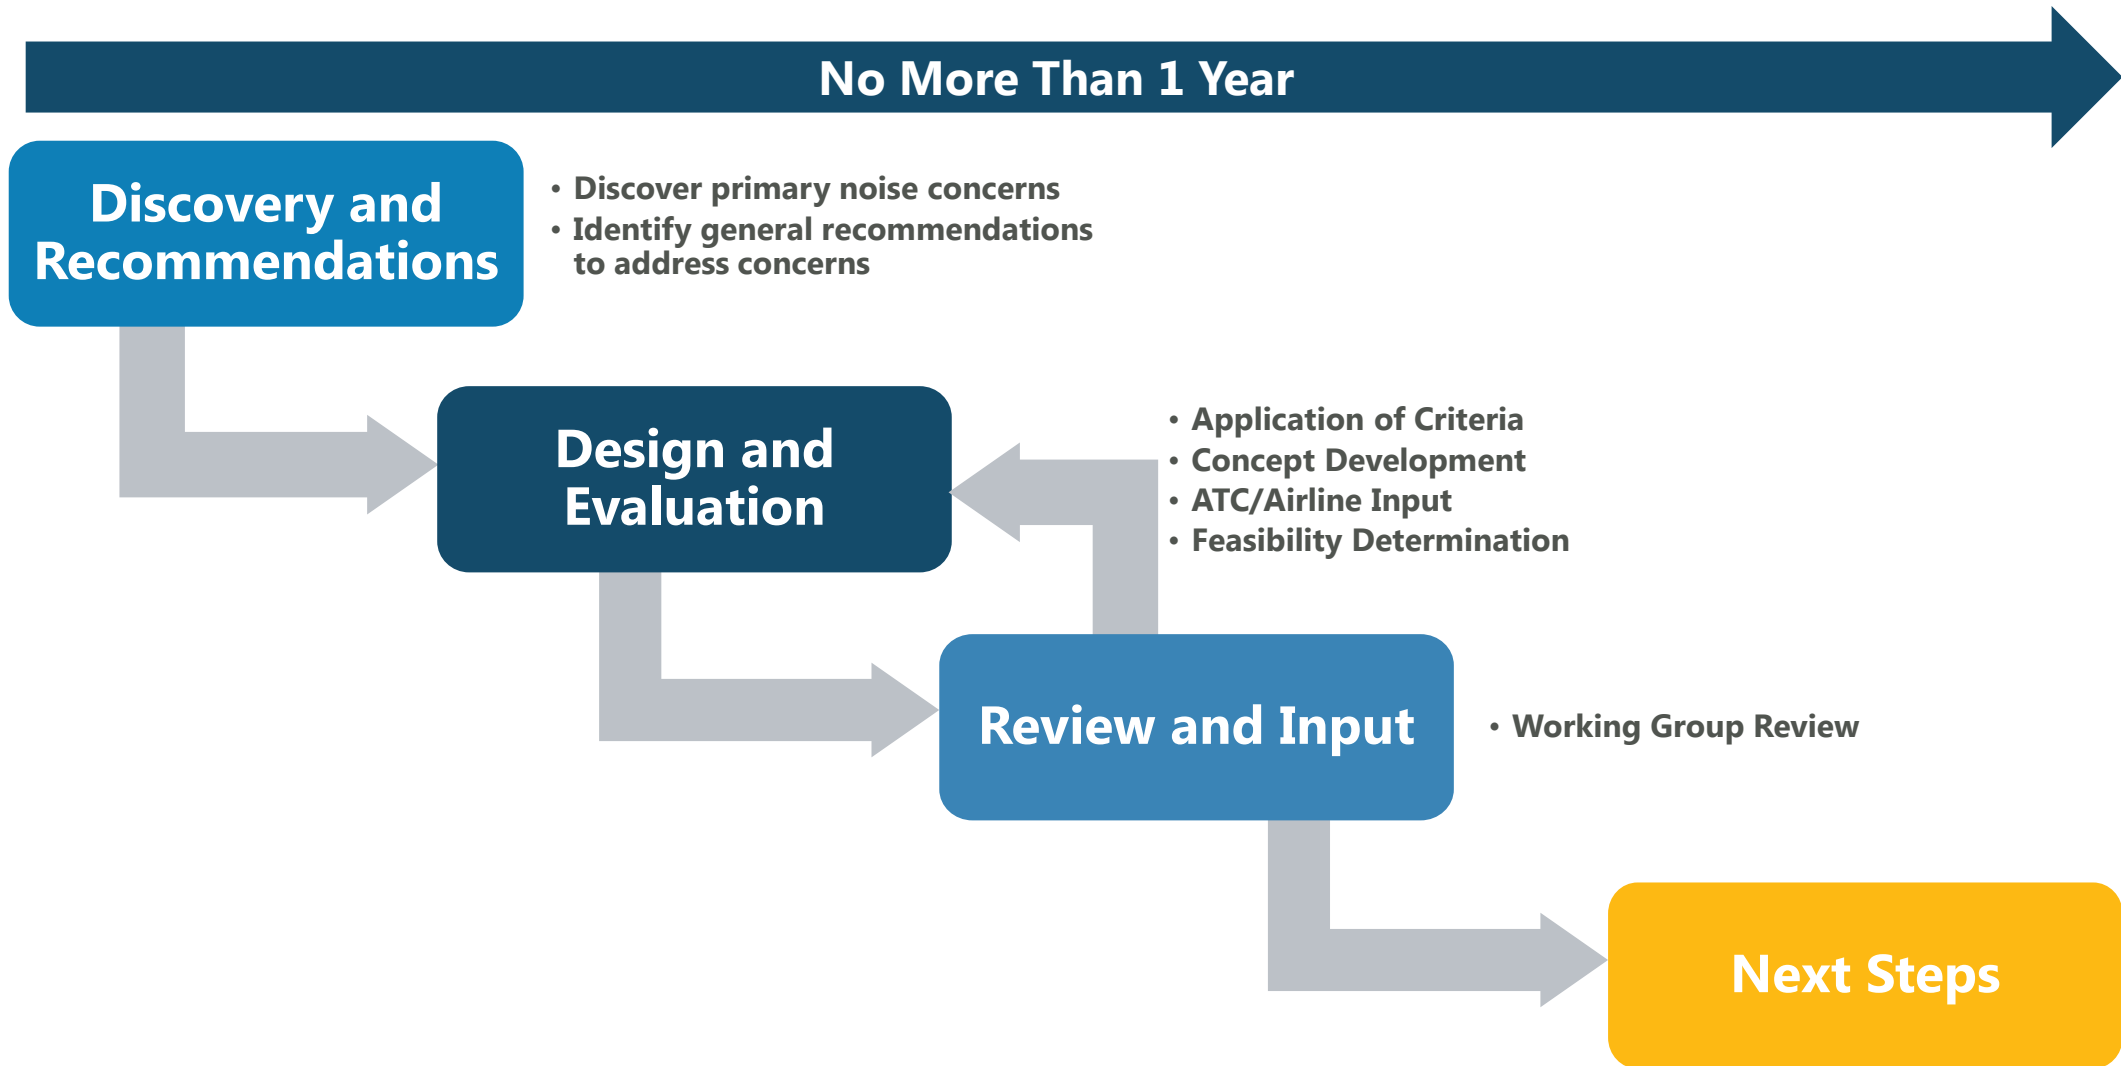 No More Than 1 Year
Discovery and
Recommendations
• Discover primary noise concerns
• Identify general recommendations
to address concerns
Design and
Evaluation
• Application of Criteria
• Concept Development
• ATC/Airline Input
• Feasibility Determination
Review and Input
• Working Group Review
Next Steps